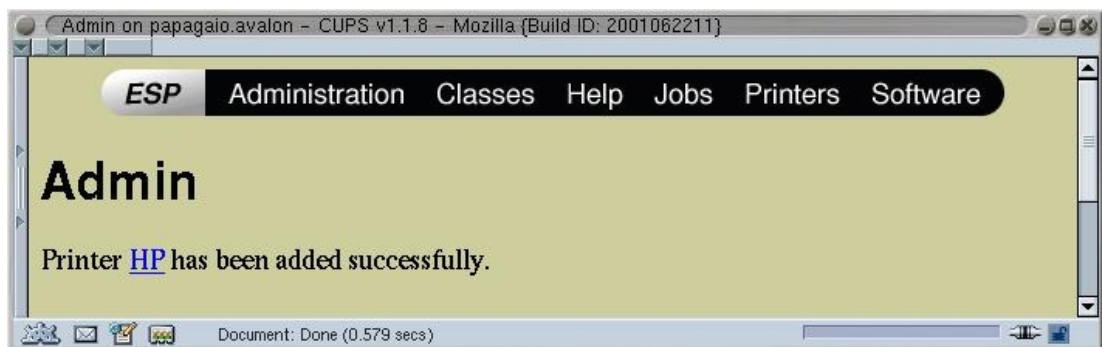 Admin on papagaio.avalon - CUPS v1.1.8 - Mozilla {Build ID: 2001062211}
ESP Administration Classes Help Jobs Printers Software
Admin
Printer HP has been added successfully.
Document: Done (0.579 secs)